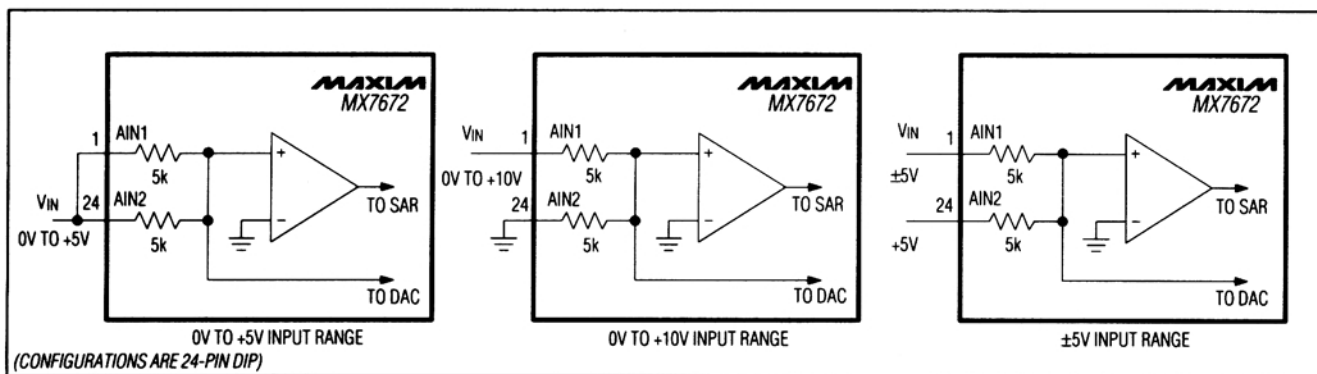 MAXIM
MX7672
1
AIN1
5k
VIN
24
AIN2
0V TO +5V
5k
+
−
TO SAR
TO DAC
0V TO +5V INPUT RANGE
(CONFIGURATIONS ARE 24-PIN DIP)
MAXIM
MX7672
VIN
1
AIN1
0V TO +10V
5k
24
AIN2
5k
+
−
TO SAR
TO DAC
0V TO +10V INPUT RANGE
MAXIM
MX7672
VIN
1
AIN1
±5V
5k
24
AIN2
+5V
5k
+
−
TO SAR
TO DAC
±5V INPUT RANGE